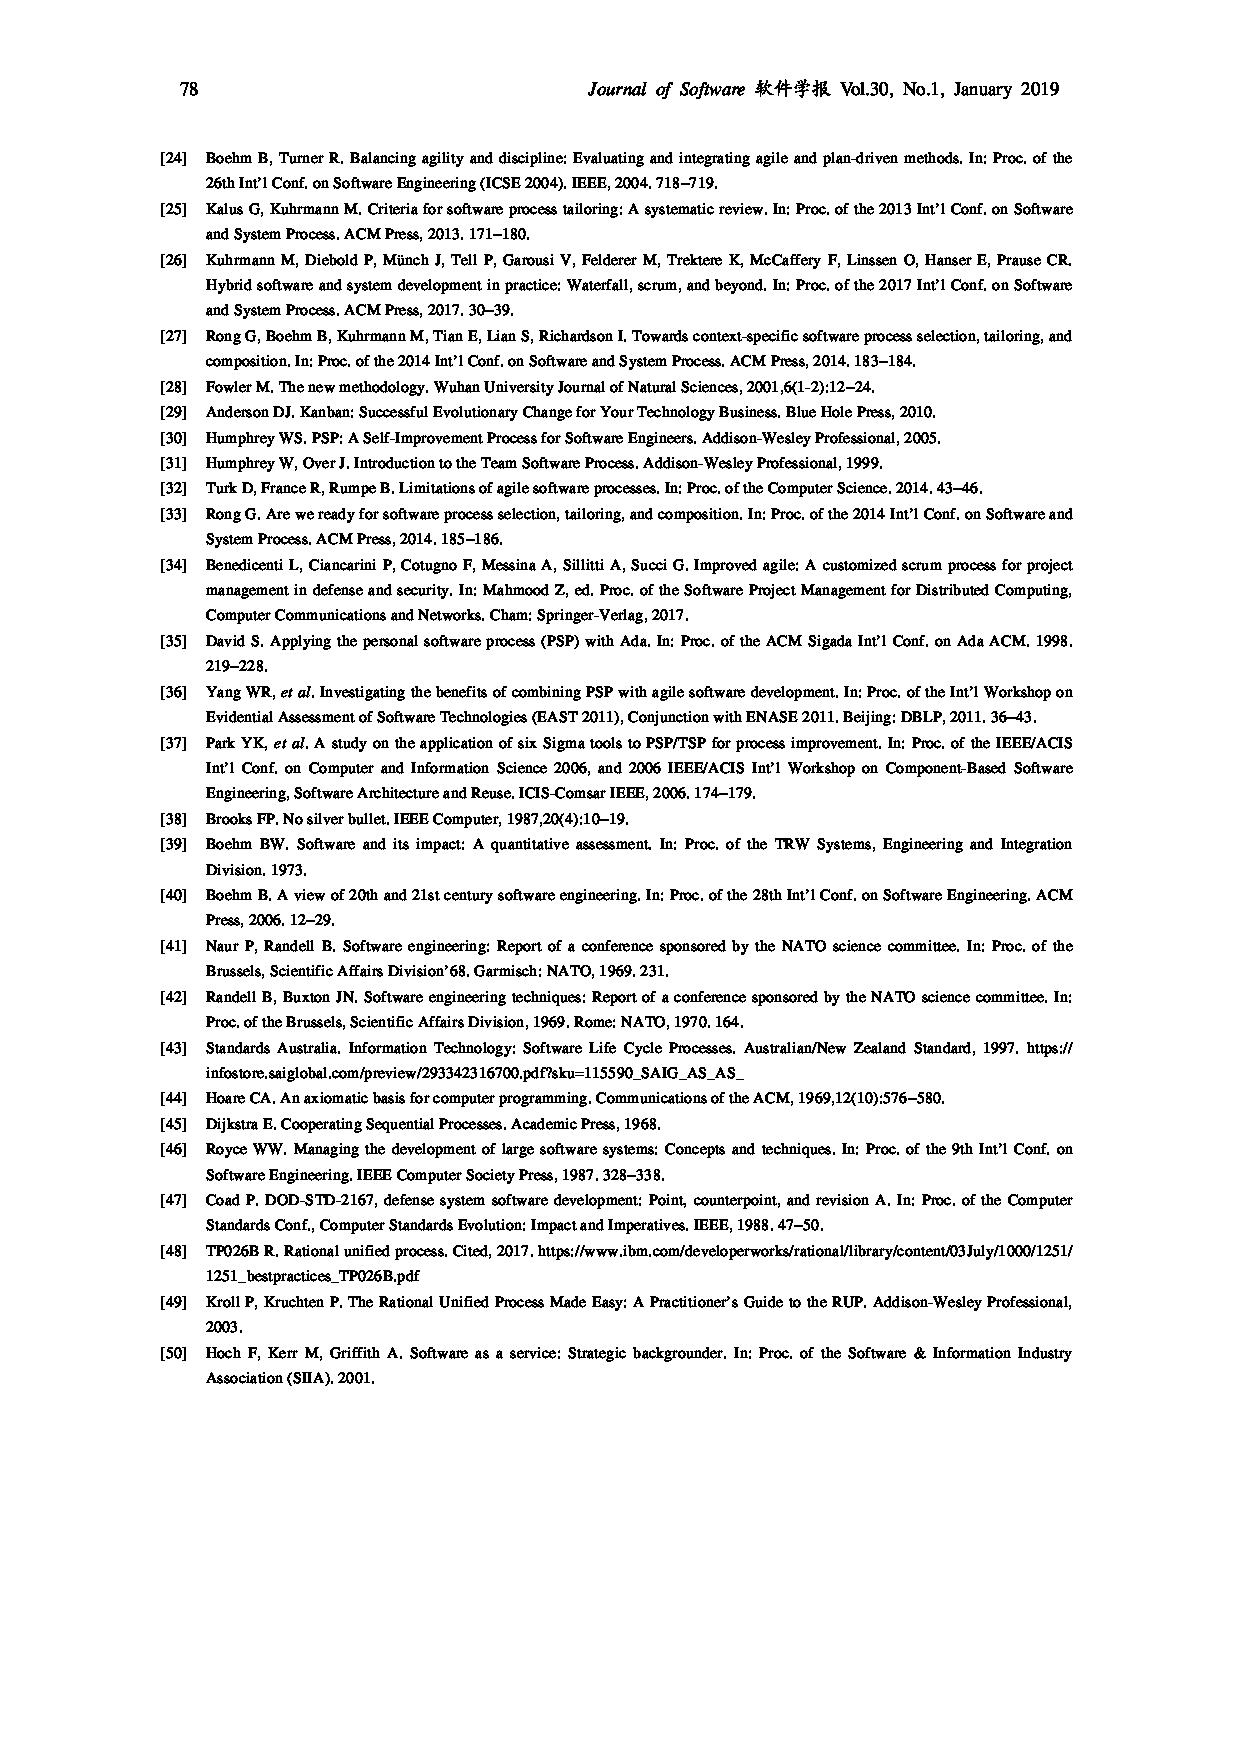 78 Journal of Software 软件学报 Vol.30, No.1, January 2019
[24] Boehm B, Turner R. Balancing agility and discipline: Evaluating and integrating agile and plan-driven methods. In: Proc. of the
26th Int’l Conf. on Software Engineering (ICSE 2004). IEEE, 2004. 718–719.
[25] Kalus G, Kuhrmann M. Criteria for software process tailoring: A systematic review. In: Proc. of the 2013 Int’l Conf. on Software
and System Process. ACM Press, 2013. 171–180.
[26] Kuhrmann M, Diebold P, Münch J, Tell P, Garousi V, Felderer M, Trektere K, McCaffery F, Linssen O, Hanser E, Prause CR.
Hybrid software and system development in practice: Waterfall, scrum, and beyond. In: Proc. of the 2017 Int’l Conf. on Software
and System Process. ACM Press, 2017. 30–39.
[27] Rong G, Boehm B, Kuhrmann M, Tian E, Lian S, Richardson I. Towards context-specific software process selection, tailoring, and
composition. In: Proc. of the 2014 Int’l Conf. on Software and System Process. ACM Press, 2014. 183–184.
[28] Fowler M. The new methodology. Wuhan University Journal of Natural Sciences, 2001,6(1-2):12–24.
[29] Anderson DJ. Kanban: Successful Evolutionary Change for Your Technology Business. Blue Hole Press, 2010.
[30] Humphrey WS. PSP: A Self-Improvement Process for Software Engineers. Addison-Wesley Professional, 2005.
[31] Humphrey W, Over J. Introduction to the Team Software Process. Addison-Wesley Professional, 1999.
[32] Turk D, France R, Rumpe B. Limitations of agile software processes. In: Proc. of the Computer Science. 2014. 43–46.
[33] Rong G. Are we ready for software process selection, tailoring, and composition. In: Proc. of the 2014 Int’l Conf. on Software and
System Process. ACM Press, 2014. 185–186.
[34] Benedicenti L, Ciancarini P, Cotugno F, Messina A, Sillitti A, Succi G. Improved agile: A customized scrum process for project
management in defense and security. In: Mahmood Z, ed. Proc. of the Software Project Management for Distributed Computing,
Computer Communications and Networks. Cham: Springer-Verlag, 2017.
[35] David S. Applying the personal software process (PSP) with Ada. In: Proc. of the ACM Sigada Int’l Conf. on Ada ACM. 1998.
219–228.
[36] Yang WR, et al. Investigating the benefits of combining PSP with agile software development. In: Proc. of the Int’l Workshop on
Evidential Assessment of Software Technologies (EAST 2011), Conjunction with ENASE 2011. Beijing: DBLP, 2011. 36–43.
[37] Park YK, et al. A study on the application of six Sigma tools to PSP/TSP for process improvement. In: Proc. of the IEEE/ACIS
Int’l Conf. on Computer and Information Science 2006, and 2006 IEEE/ACIS Int’l Workshop on Component-Based Software
Engineering, Software Architecture and Reuse. ICIS-Comsar IEEE, 2006. 174–179.
[38] Brooks FP. No silver bullet. IEEE Computer, 1987,20(4):10–19.
[39] Boehm BW. Software and its impact: A quantitative assessment. In: Proc. of the TRW Systems, Engineering and Integration
Division. 1973.
[40] Boehm B. A view of 20th and 21st century software engineering. In: Proc. of the 28th Int’l Conf. on Software Engineering. ACM
Press, 2006. 12–29.
[41] Naur P, Randell B. Software engineering: Report of a conference sponsored by the NATO science committee. In: Proc. of the
Brussels, Scientific Affairs Division’68. Garmisch: NATO, 1969. 231.
[42] Randell B, Buxton JN. Software engineering techniques: Report of a conference sponsored by the NATO science committee. In:
Proc. of the Brussels, Scientific Affairs Division, 1969. Rome: NATO, 1970. 164.
[43] Standards Australia. Information Technology: Software Life Cycle Processes. Australian/New Zealand Standard, 1997. https://
infostore.saiglobal.com/preview/293342316700.pdf?sku=115590_SAIG_AS_AS_
[44] Hoare CA. An axiomatic basis for computer programming. Communications of the ACM, 1969,12(10):576–580.
[45] Dijkstra E. Cooperating Sequential Processes. Academic Press, 1968.
[46] Royce WW. Managing the development of large software systems: Concepts and techniques. In: Proc. of the 9th Int’l Conf. on
Software Engineering. IEEE Computer Society Press, 1987. 328–338.
[47] Coad P. DOD-STD-2167, defense system software development: Point, counterpoint, and revision A. In: Proc. of the Computer
Standards Conf., Computer Standards Evolution: Impact and Imperatives. IEEE, 1988. 47–50.
[48] TP026B R. Rational unified process. Cited, 2017. https://www.ibm.com/developerworks/rational/library/content/03July/1000/1251/
1251_bestpractices_TP026B.pdf
[49] Kroll P, Kruchten P. The Rational Unified Process Made Easy: A Practitioner’s Guide to the RUP. Addison-Wesley Professional,
2003.
[50] Hoch F, Kerr M, Griffith A. Software as a service: Strategic backgrounder. In: Proc. of the Software & Information Industry
Association (SIIA). 2001.